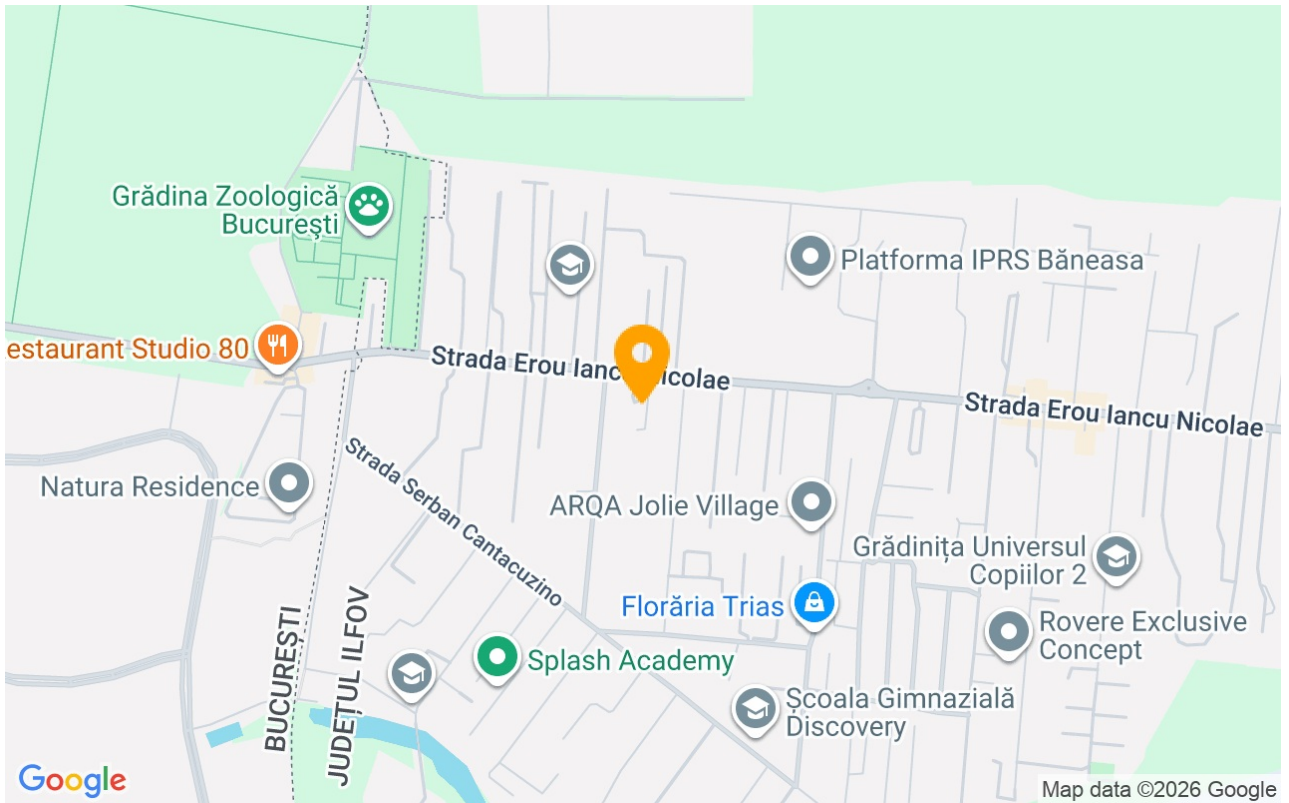 Grădina Zoologică
București
Platforma IPRS Băneasa
estaurant Studio 80
Strada Erou Iancu Nicolae
Strada Erou Iancu Nicolae
Strada Serban Cantacuzino
Natura Residence
ARQA Jolie Village
Grădinița Universul
Copiilor 2
Florăria Trias
Rovere Exclusive
Concept
BUCUREȘTI
JUDEȚUL ILFOV
Splash Academy
Școala Gimnazială
Discovery
Google
Map data ©2026 Google